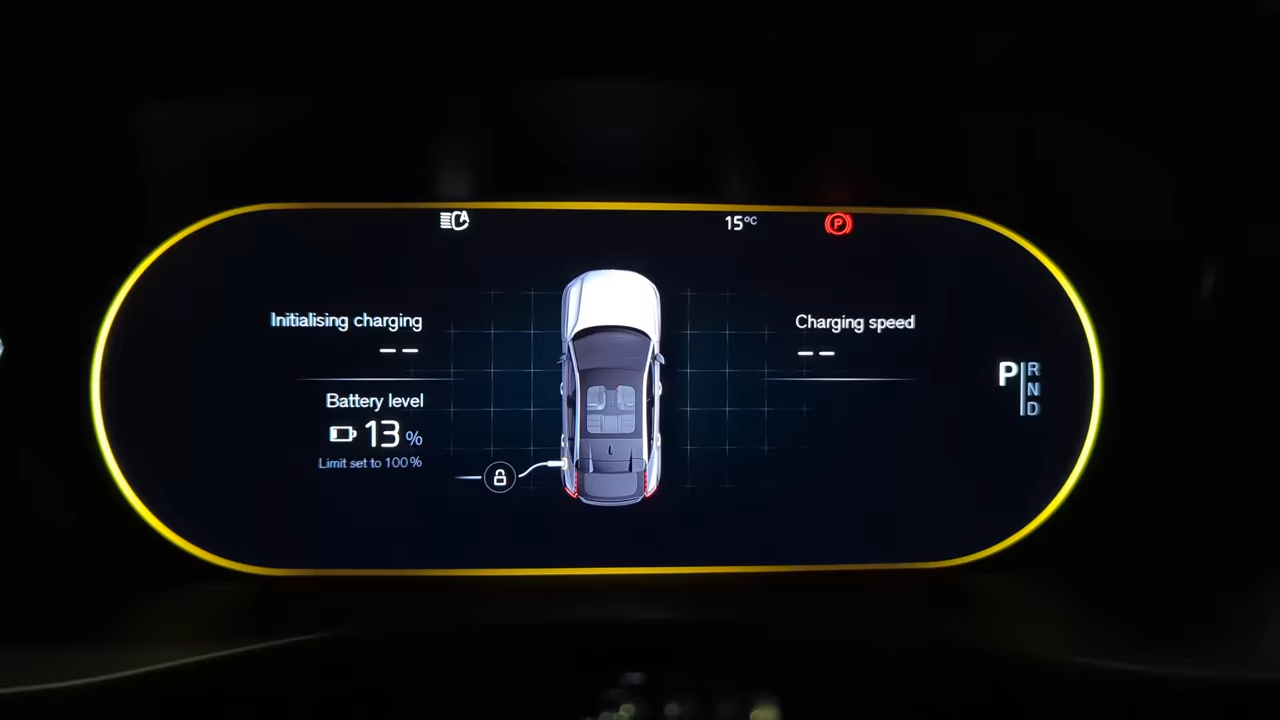 A
15°C
P
Initialising charging
--
Charging speed
--
Battery level
13 %
Limit set to 100 %
P
R
N
D